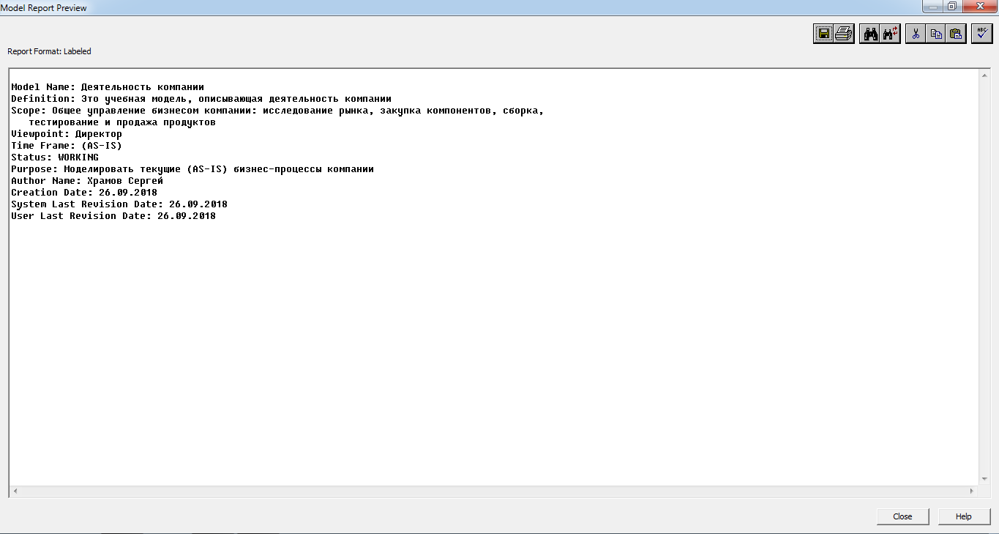 Model Report Preview
ABC
Report Format: Labeled
Model Name: Деятельность компании
Definition: Это учебная модель, описывающая деятельность компании
Scope: Общее управление бизнесом компании: исследование рынка, закупка компонентов, сборка,
тестирование и продажа продуктов
Viewpoint: Директор
Time Frame: (AS-IS)
Status: WORKING
Purpose: Моделировать текущие (AS-IS) бизнес-процессы компании
Author Name: Храмов Сергей
Creation Date: 26.09.2018
System Last Revision Date: 26.09.2018
User Last Revision Date: 26.09.2018
Close Help